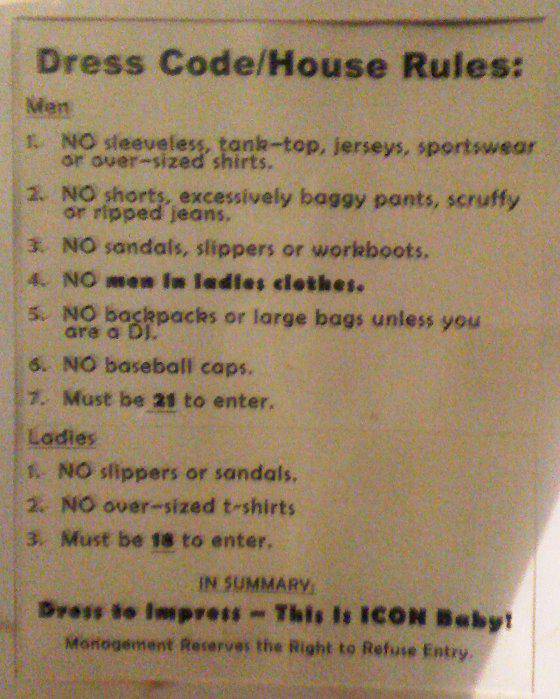 Dress Code/House Rules:
Men
1. NO sleeveless, tank-top, jerseys, sportswear
or over-sized shirts.
2. NO shorts, excessively baggy pants, scruffy
or ripped jeans.
3. NO sandals, slippers or workboots.
4. NO men in ladies clothes.
5. NO backpacks or large bags unless you
are a DJ.
6. NO baseball caps.
7. Must be 21 to enter.
Ladies
1. NO slippers or sandals.
2. NO over-sized t-shirts
3. Must be 18 to enter.
IN SUMMARY:
Dress to Impress - This Is ICON Baby!
Management Reserves the Right to Refuse Entry.